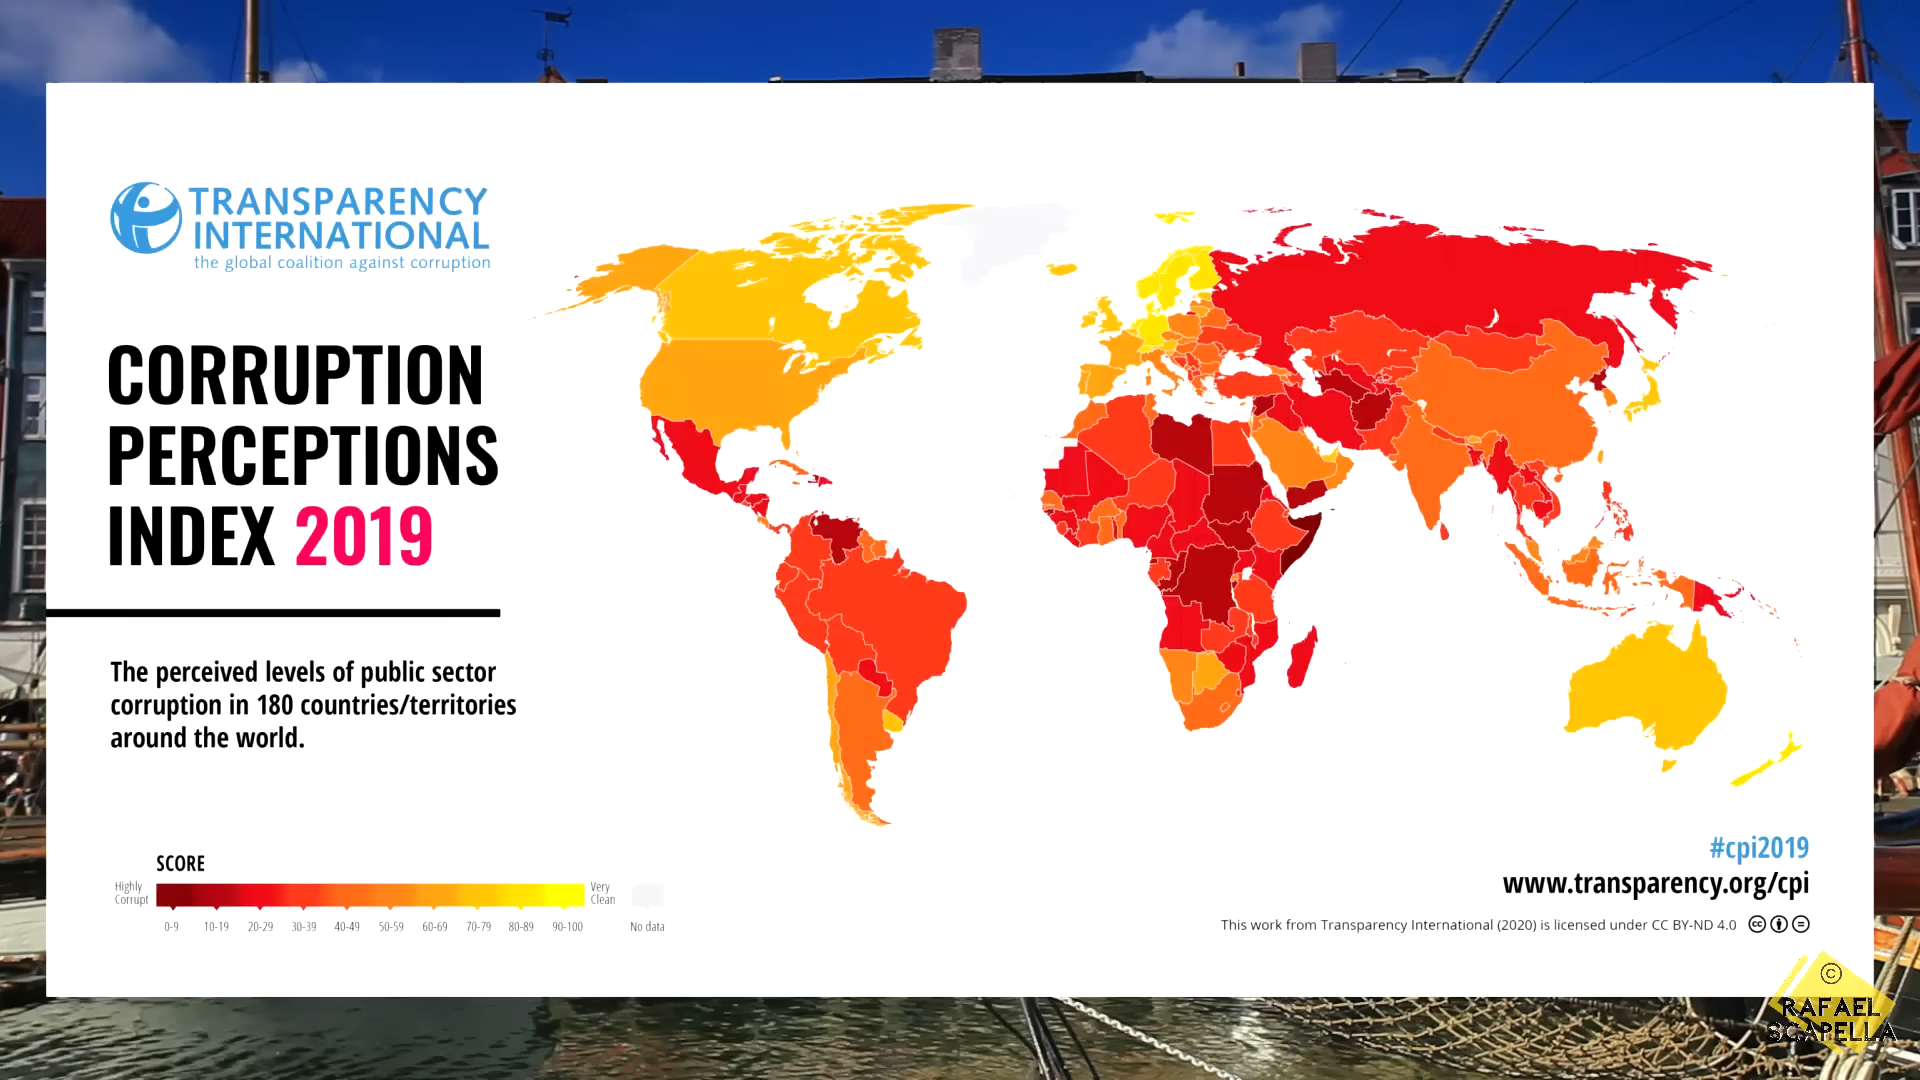 TRANSPARENCY
INTERNATIONAL
the global coalition against corruption
CORRUPTION
PERCEPTIONS
INDEX 2019
The perceived levels of public sector
corruption in 180 countries/territories
around the world.
SCORE
Highly
Corrupt
Very
Clean
0-9 10-19 20-29 30-39 40-49 50-59 60-69 70-79 80-89 90-100 No data
#cpi2019
www.transparency.org/cpi
This work from Transparency International (2020) is licensed under CC BY-ND 4.0
©
RAFAEL
SCAPELLA